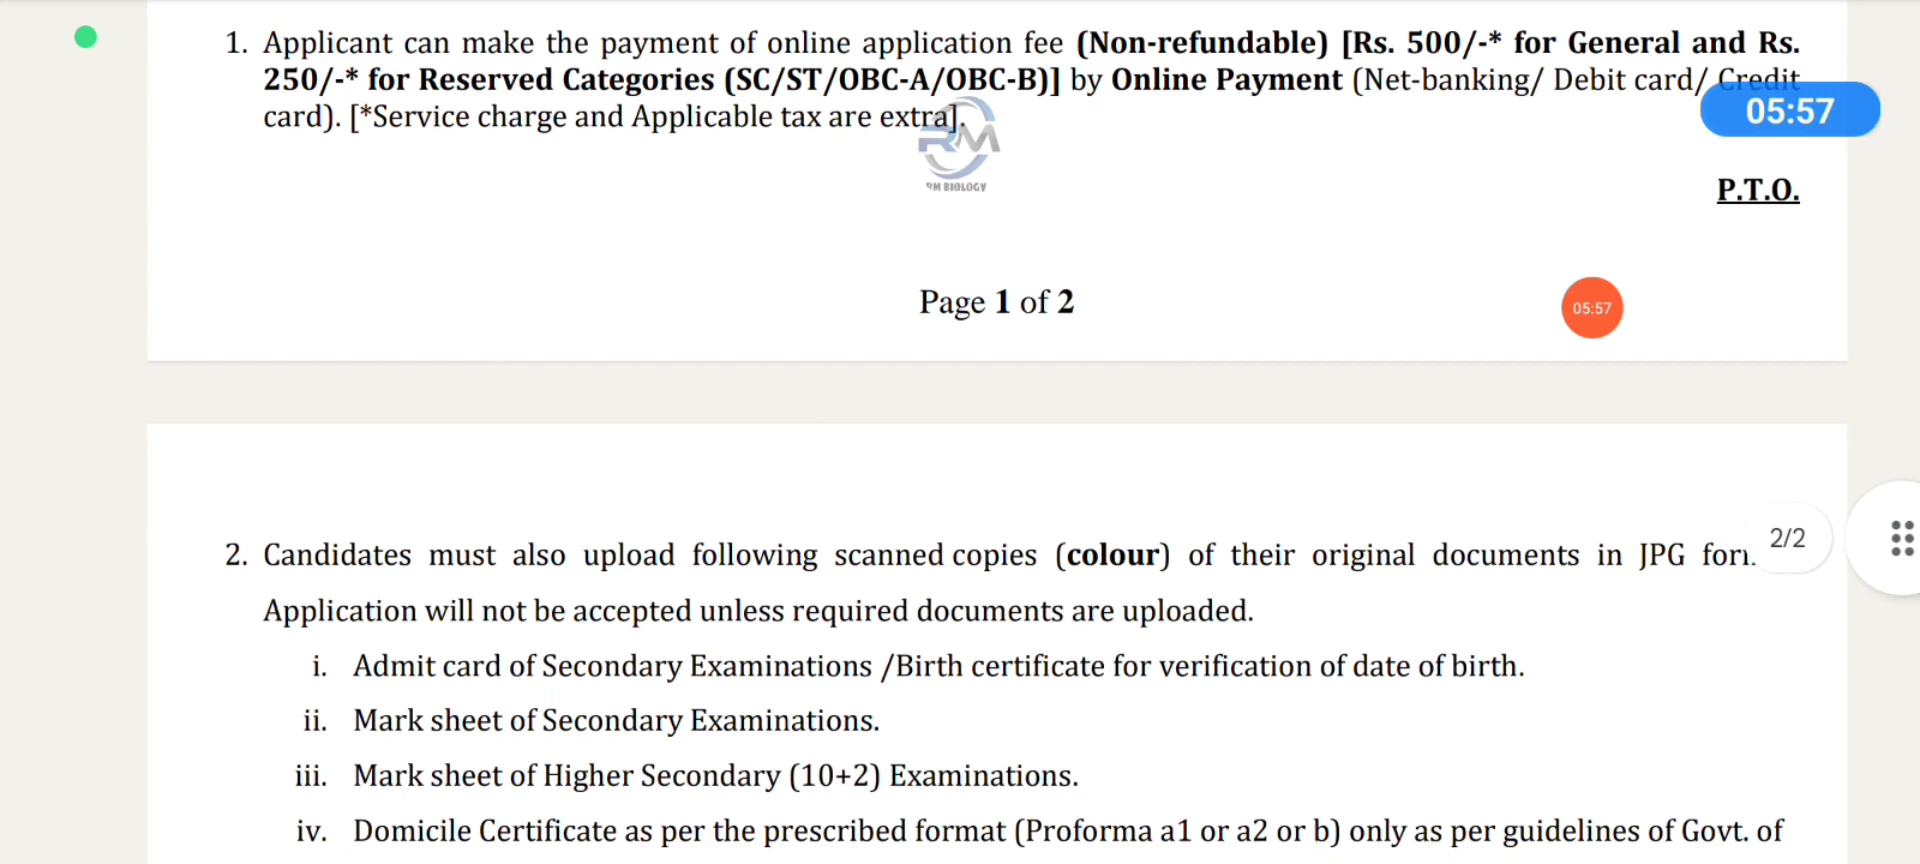 1. Applicant can make the payment of online application fee (Non-refundable) [Rs. 500/-* for General and Rs.
250/-* for Reserved Categories (SC/ST/OBC-A/OBC-B)] by Online Payment (Net-banking/ Debit card/ Credit
card). [*Service charge and Applicable tax are extra].
05:57
RM
RM BIOLOGY
P.T.O.
Page 1 of 2
05:57
2/2
2. Candidates must also upload following scanned copies (colour) of their original documents in JPG
Application will not be accepted unless required documents are uploaded.
i. Admit card of Secondary Examinations /Birth certificate for verification of date of birth.
ii. Mark sheet of Secondary Examinations.
iii. Mark sheet of Higher Secondary (10+2) Examinations.
iv. Domicile Certificate as per the prescribed format (Proforma a1 or a2 or b) only as per guidelines of Govt. of